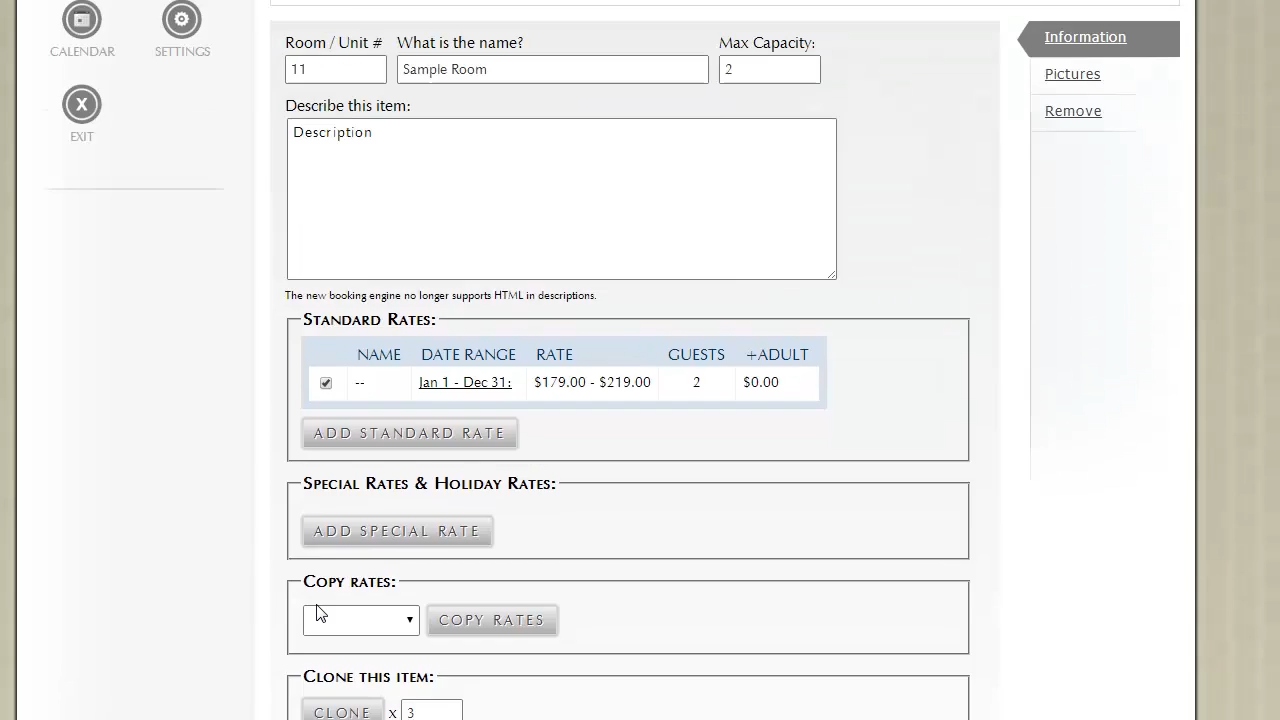 CALENDAR SETTINGS
X
EXIT
Room / Unit # What is the name? Max Capacity:
11 Sample Room 2
Describe this item:
Description
The new booking engine no longer supports HTML in descriptions.
STANDARD RATES:
NAME DATE RANGE RATE GUESTS +ADULT
-- Jan 1 - Dec 31: $179.00 - $219.00 2 $0.00
ADD STANDARD RATE
SPECIAL RATES & HOLIDAY RATES:
ADD SPECIAL RATE
COPY RATES:
COPY RATES
CLONE THIS ITEM:
CLONE x 3
Information
Pictures
Remove